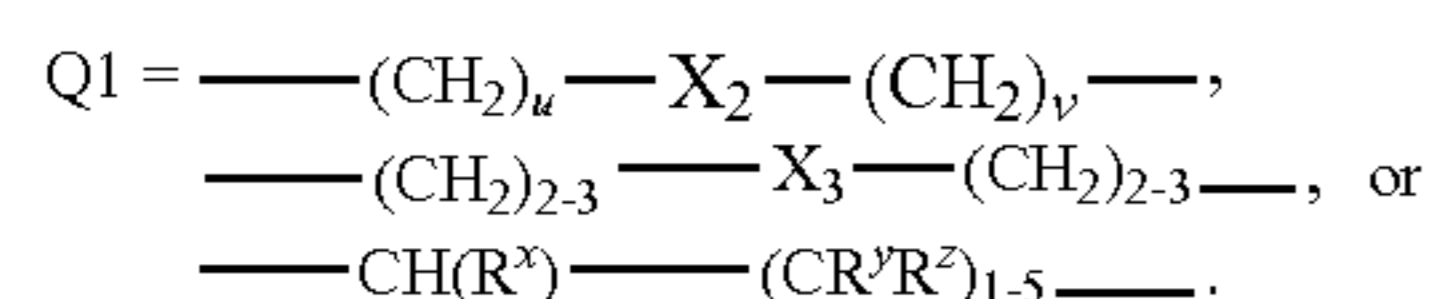 Q1 = —(CH₂)ᵤ—X₂—(CH₂)ᵥ—,
—(CH₂)₂₋₃—X₃—(CH₂)₂₋₃—, or
—CH(Rˣ)—(CRʸRᶻ)₁₋₅—.